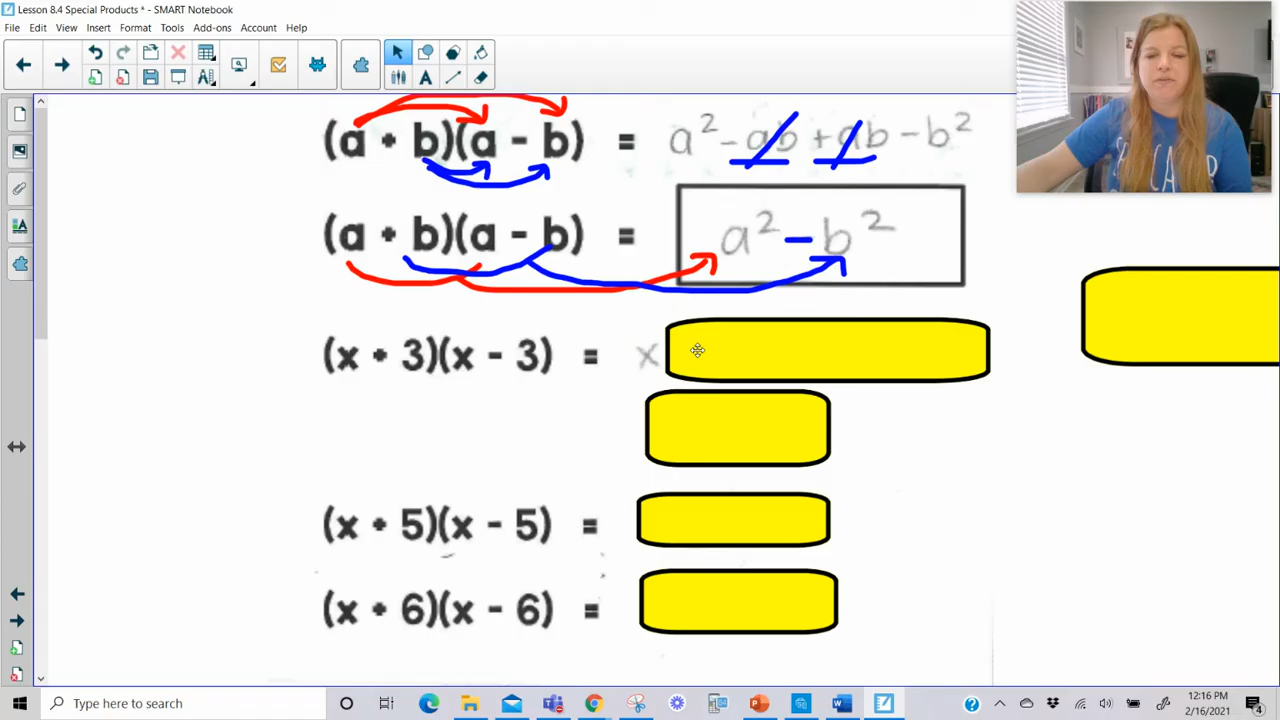 Lesson 8.4 Special Products * - SMART Notebook
File Edit View Insert Format Tools Add-ons Account Help
(a + b)(a - b) = a² - ab + ab - b²
(a + b)(a - b) = a² - b²
(x + 3)(x - 3) = x
(x + 5)(x - 5) =
(x + 6)(x - 6) =
Type here to search
12:16 PM
2/16/2021
4